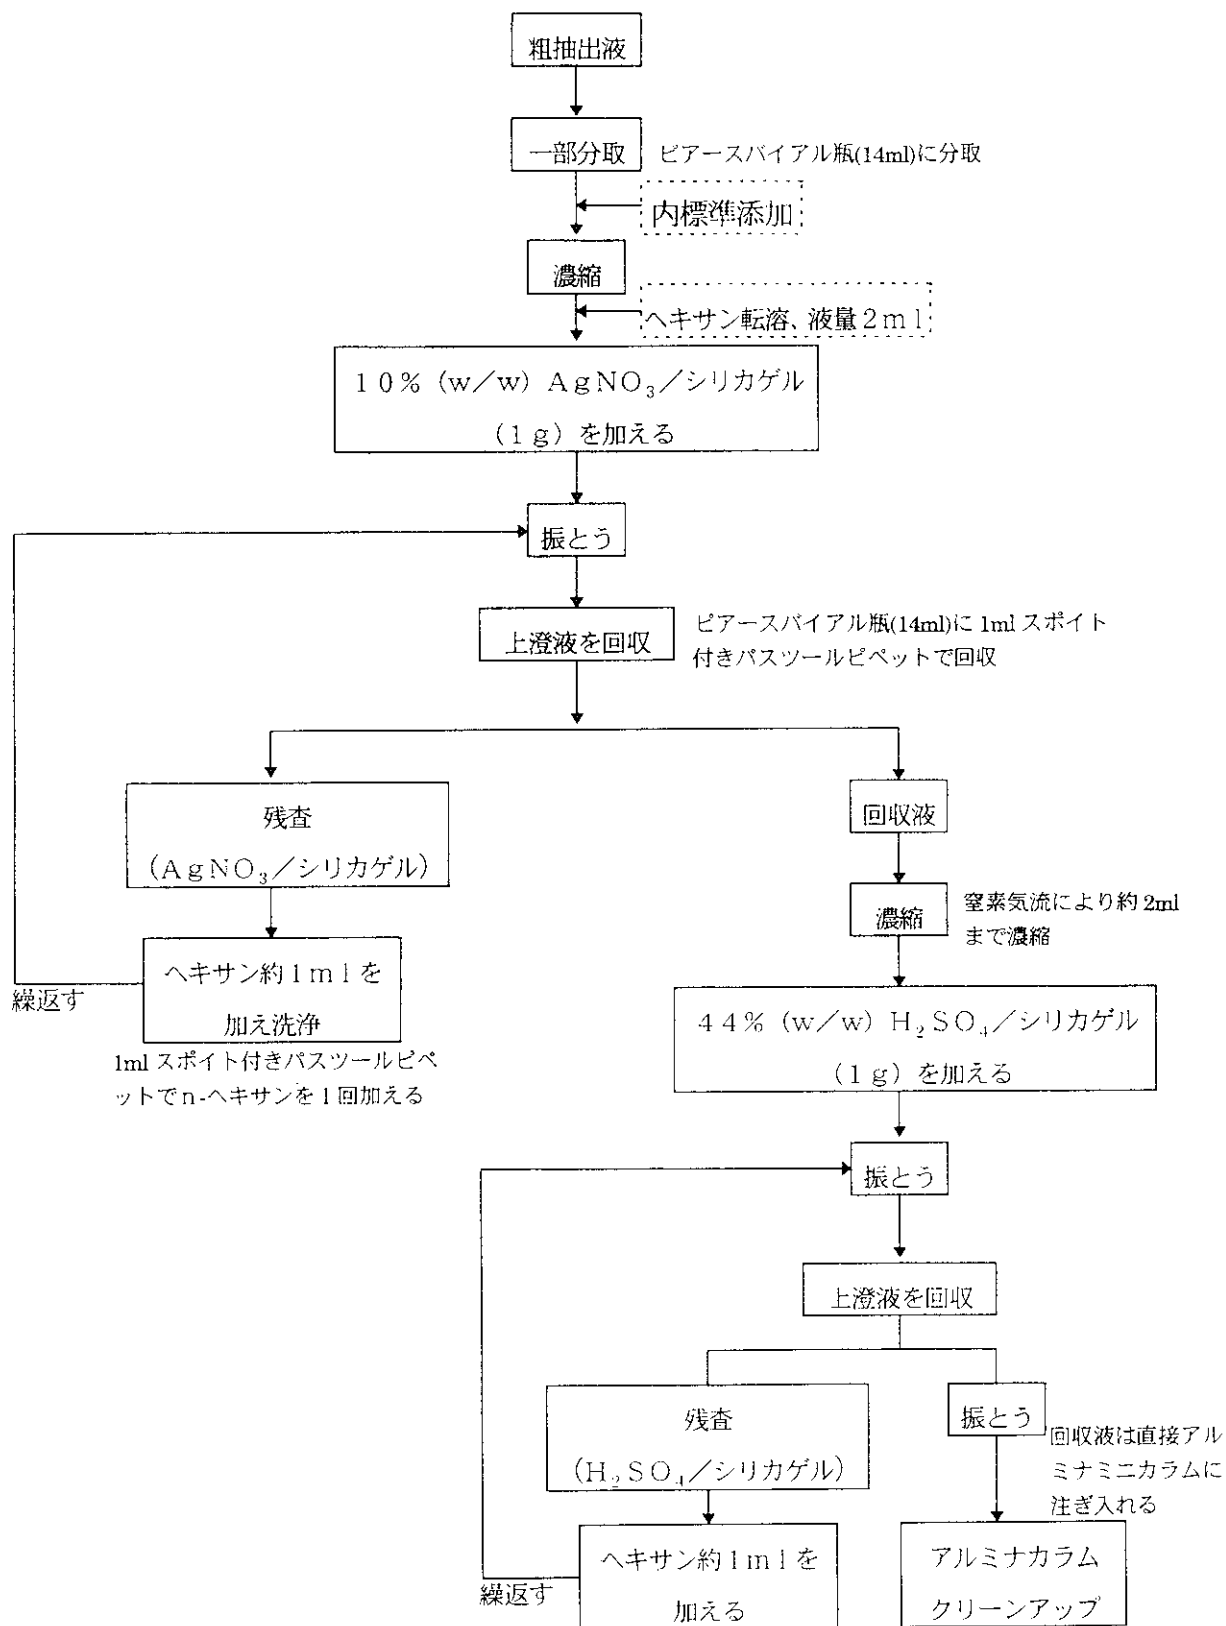 粗抽出液
一部分取
ピアースバイアル瓶(14ml)に分取
内標準添加
濃縮
ヘキサン転溶、液量2ml
10% (w/w) AgNO₃/シリカゲル
(1g) を加える
振とう
上澄液を回収
ピアースバイアル瓶(14ml)に 1ml スポイト
付きパスツールピペットで回収
残査
(AgNO₃/シリカゲル)
回収液
濃縮
窒素気流により約 2ml
まで濃縮
ヘキサン約1mlを
加え洗浄
繰返す
1ml スポイト付きパスツールピペ
ットでn-ヘキサンを1回加える
44% (w/w) H₂SO₄/シリカゲル
(1g) を加える
振とう
上澄液を回収
残査
(H₂SO₄/シリカゲル)
振とう
回収液は直接アル
ミナミニカラムに
注ぎ入れる
ヘキサン約1mlを
加える
繰返す
アルミナカラム
クリーンアップ